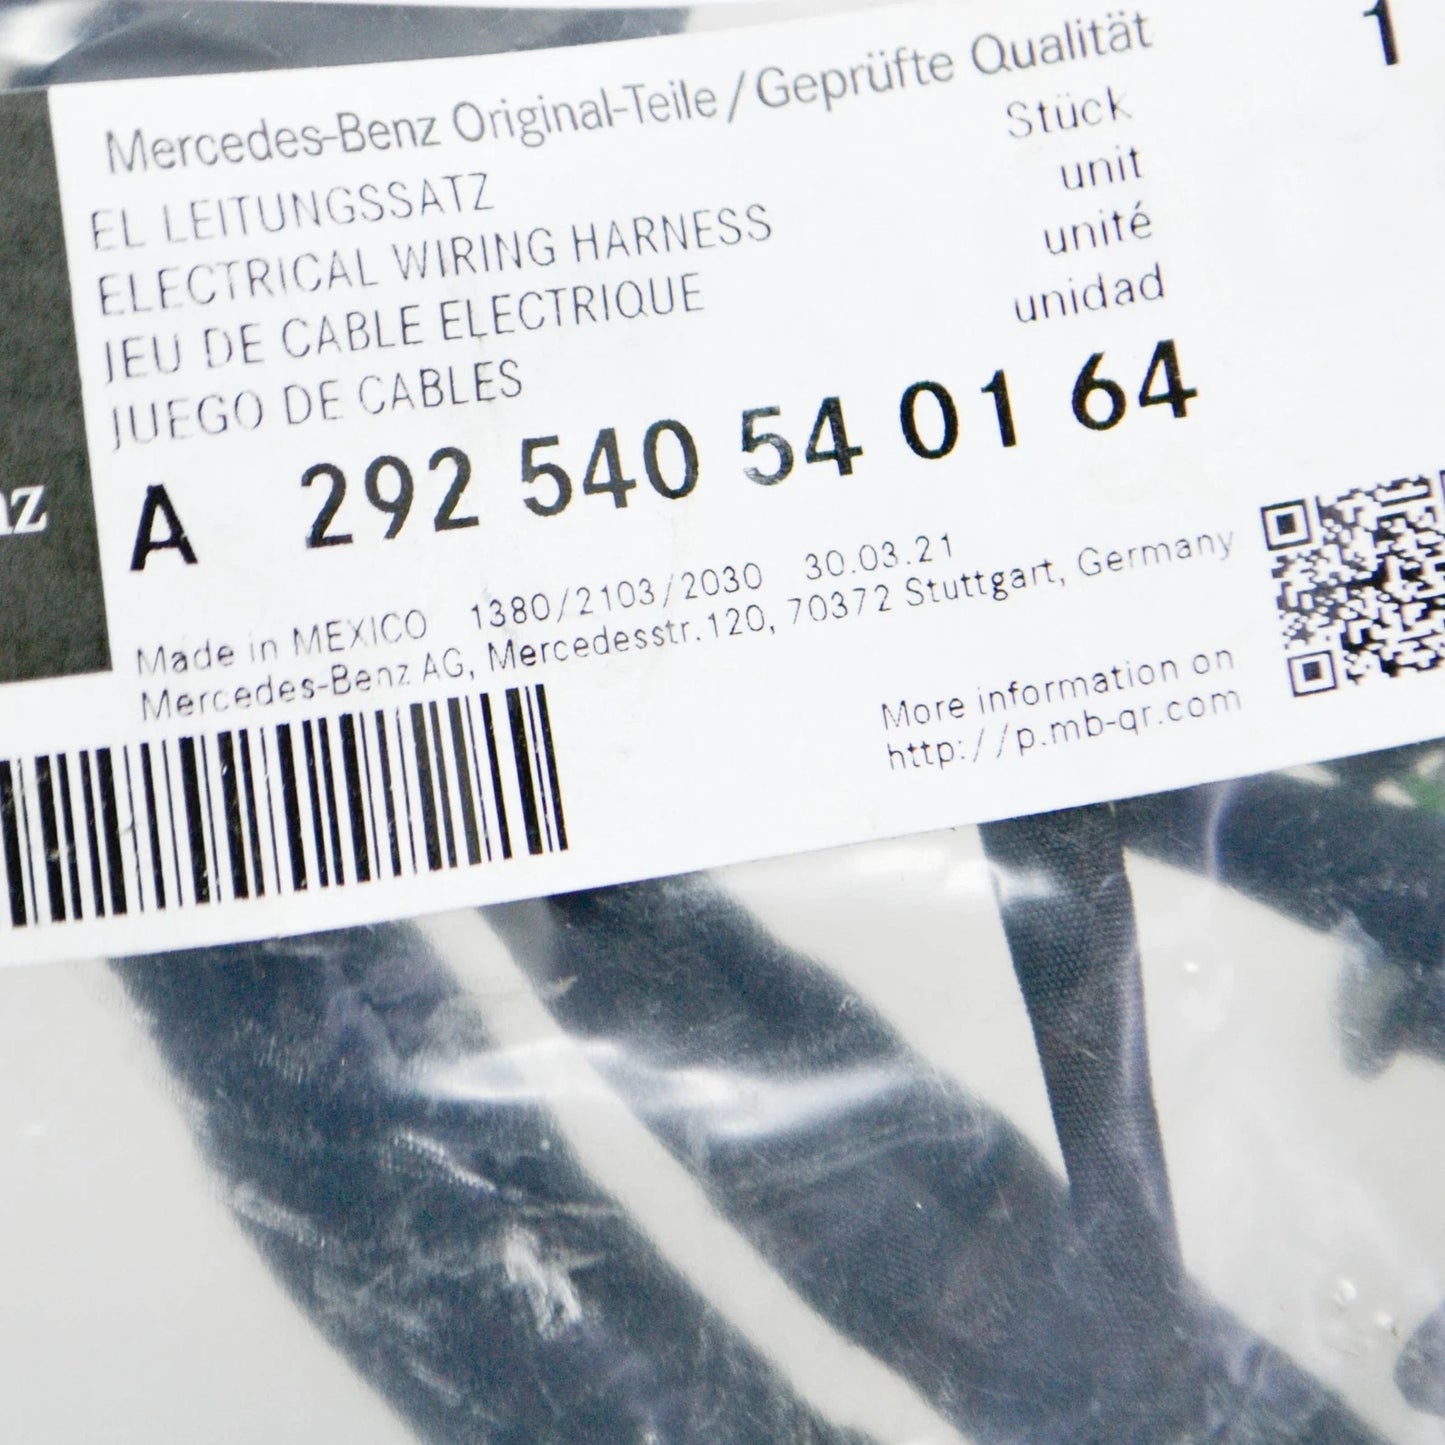 Mercedes-Benz Original-Teile/Geprüfte Qualität
1
EL LEITUNGSSATZ
Stück
ELECTRICAL WIRING HARNESS
unit
JEU DE CABLE ELECTRIQUE
unité
JUEGO DE CABLES
unidad
A 292 540 54 01 64
Made in MEXICO 1380/2103/2030 30.03.21
Mercedes-Benz AG, Mercedesstr.120, 70372 Stuttgart, Germany
More information on
http://p.mb-qr.com